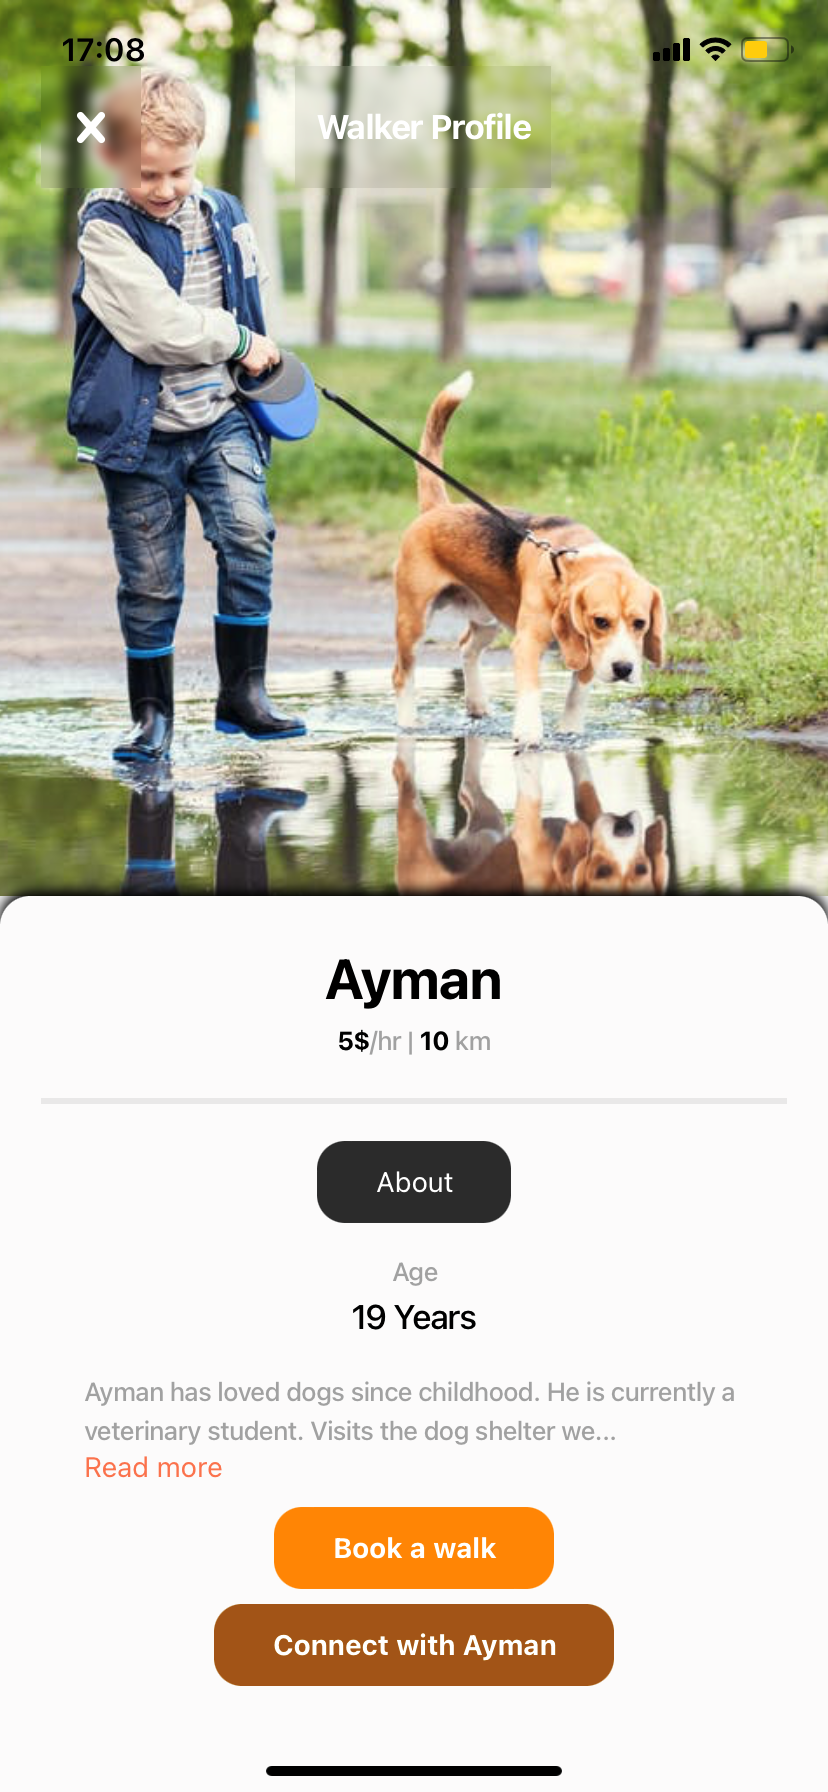 17:08
Walker Profile
Ayman
5$/hr | 10 km
About
Age
19 Years
Ayman has loved dogs since childhood. He is currently a
veterinary student. Visits the dog shelter we...
Read more
Book a walk
Connect with Ayman